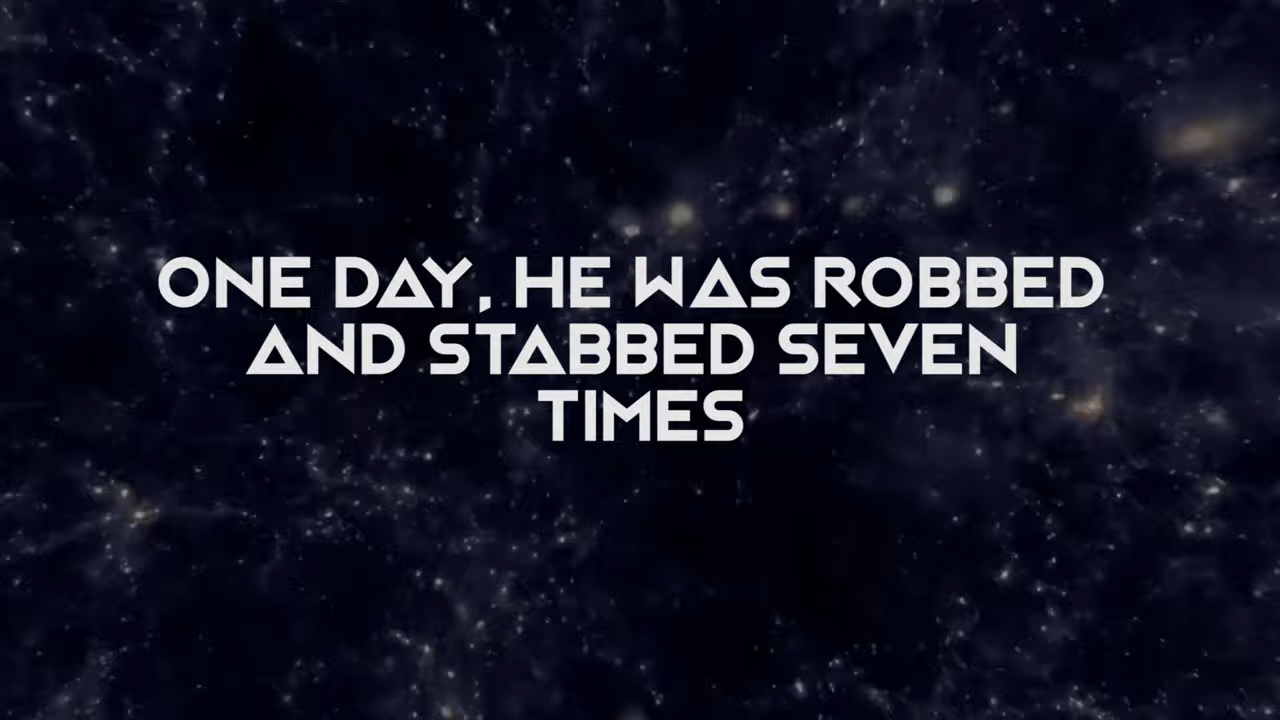 ONE DAY, HE WAS ROBBED
AND STABBED SEVEN
TIMES